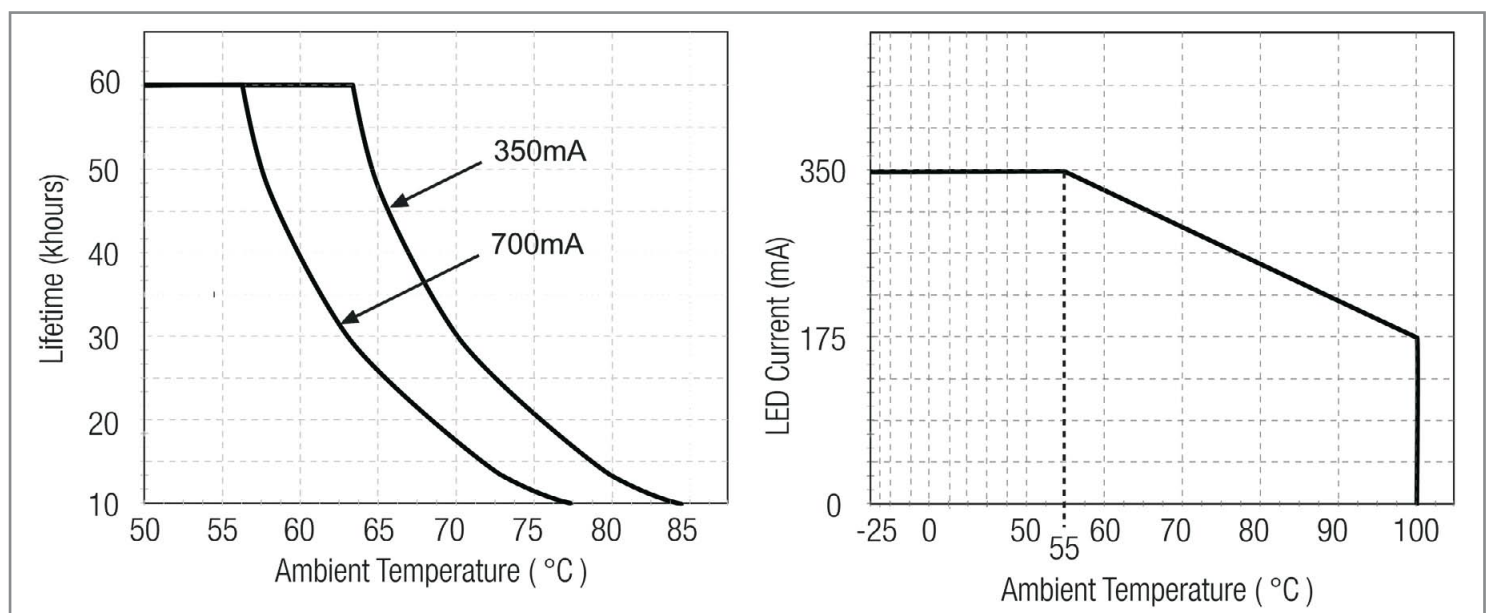 60
50
40
30
20
10
Lifetime (khours)
350mA
700mA
50 55 60 65 70 75 80 85
Ambient Temperature ( °C )
350
175
0
LED Current (mA)
-25 0 50 60 70 80 90 100
55
Ambient Temperature ( °C )